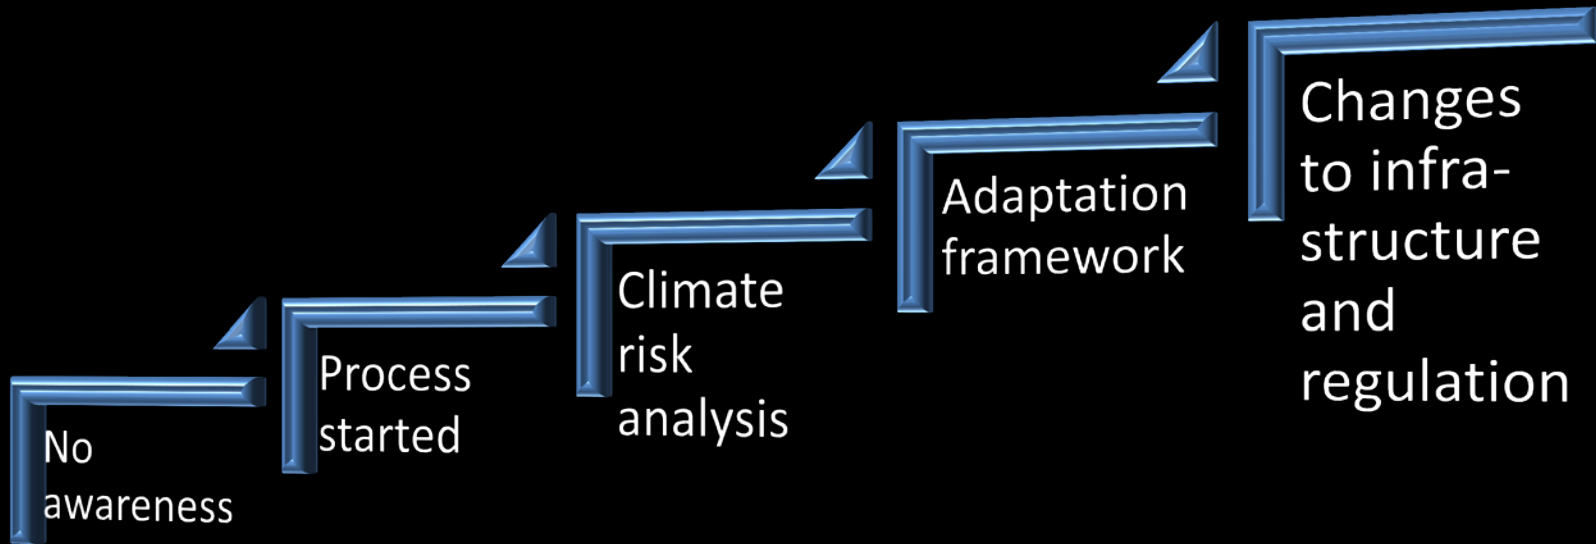 No
awareness
Process
started
Climate
risk
analysis
Adaptation
framework
Changes
to infra-
structure
and
regulation